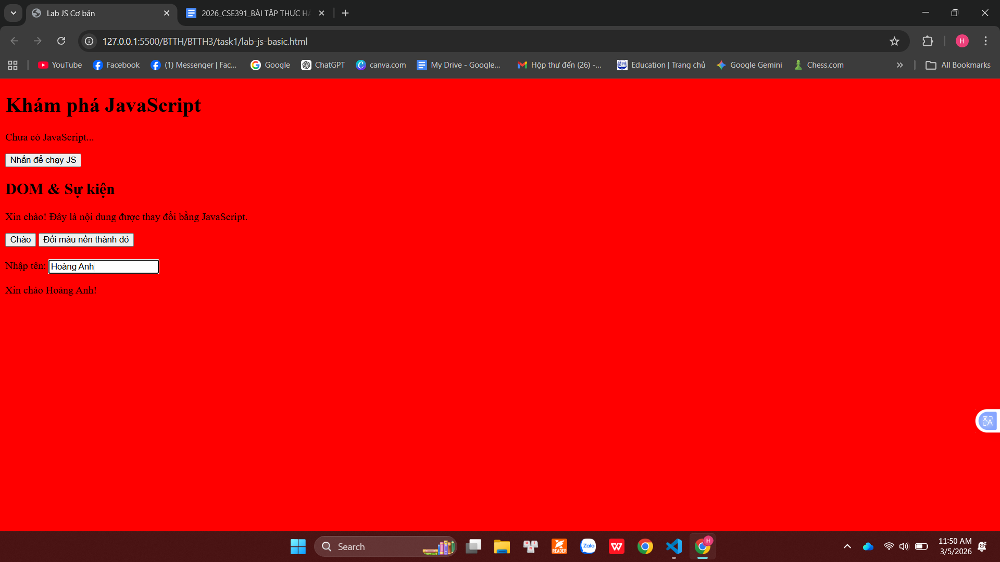 Lab JS Cơ bản
2026_CSE391_BÀI TẬP THỰC H
127.0.0.1:5500/BTTH/BTTH3/task1/lab-js-basic.html
H
YouTube
Facebook
(1) Messenger | Fac...
Google
ChatGPT
canva.com
My Drive - Google...
Hộp thư đến (26) -...
Education | Trang chủ
Google Gemini
Chess.com
All Bookmarks
Khám phá JavaScript
Chưa có JavaScript...
Nhấn để chạy JS
DOM & Sự kiện
Xin chào! Đây là nội dung được thay đổi bằng JavaScript.
Chào Đổi màu nền thành đỏ
Nhập tên: Hoàng Anh
Xin chào Hoàng Anh!
Search
READER
Zalo
W
H
11:50 AM
3/5/2026